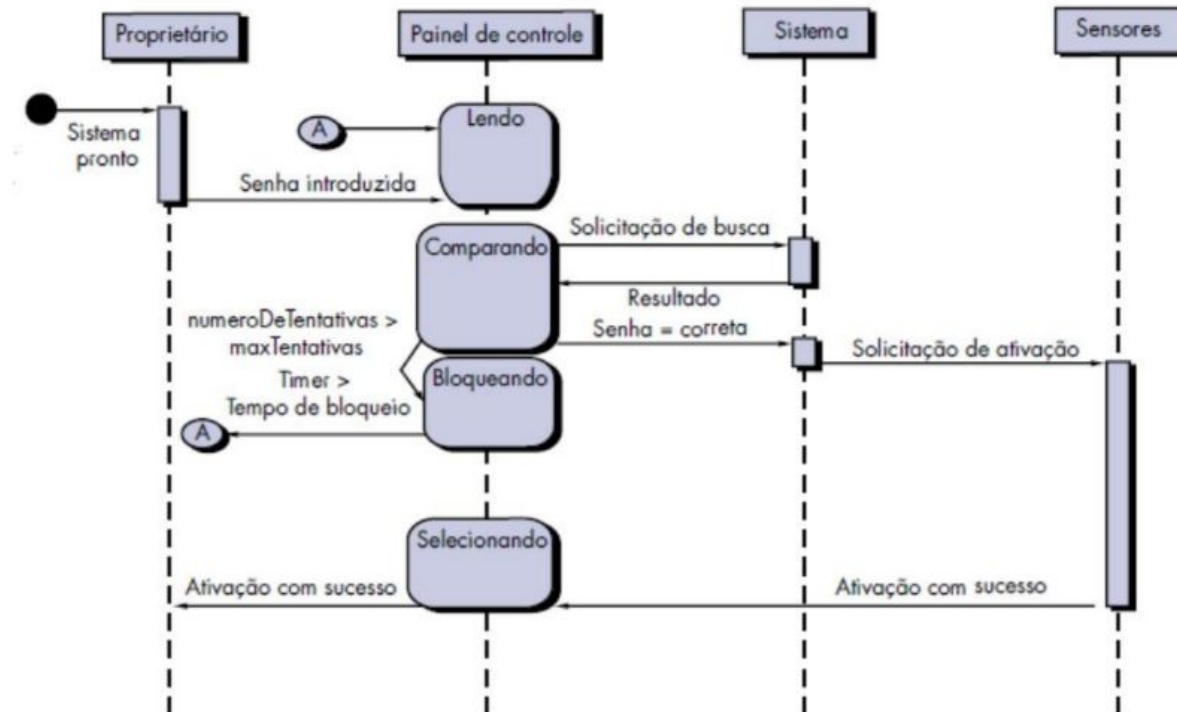 Proprietário
Painel de controle
Sistema
Sensores
Sistema
pronto
A
Lendo
Senha introduzida
Comparando
Solicitação de busca
Resultado
numeroDeTentativas >
maxTentativas
Senha = correta
Solicitação de ativação
Timer >
Tempo de bloqueio
Bloqueando
A
Selecionando
Ativação com sucesso
Ativação com sucesso